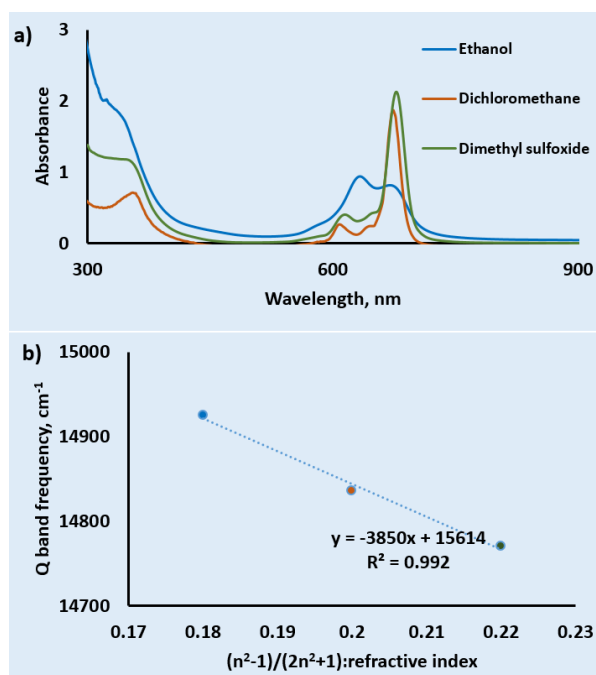 a)
3
2
1
0
Absorbance
Ethanol
Dichloromethane
Dimethyl sulfoxide
300
600
900
Wavelength, nm
b)
15000
14900
14800
14700
Q band frequency, cm⁻¹
y = -3850x + 15614
R² = 0.992
0.17
0.18
0.19
0.2
0.21
0.22
0.23
(n²-1)/(2n²+1):refractive index